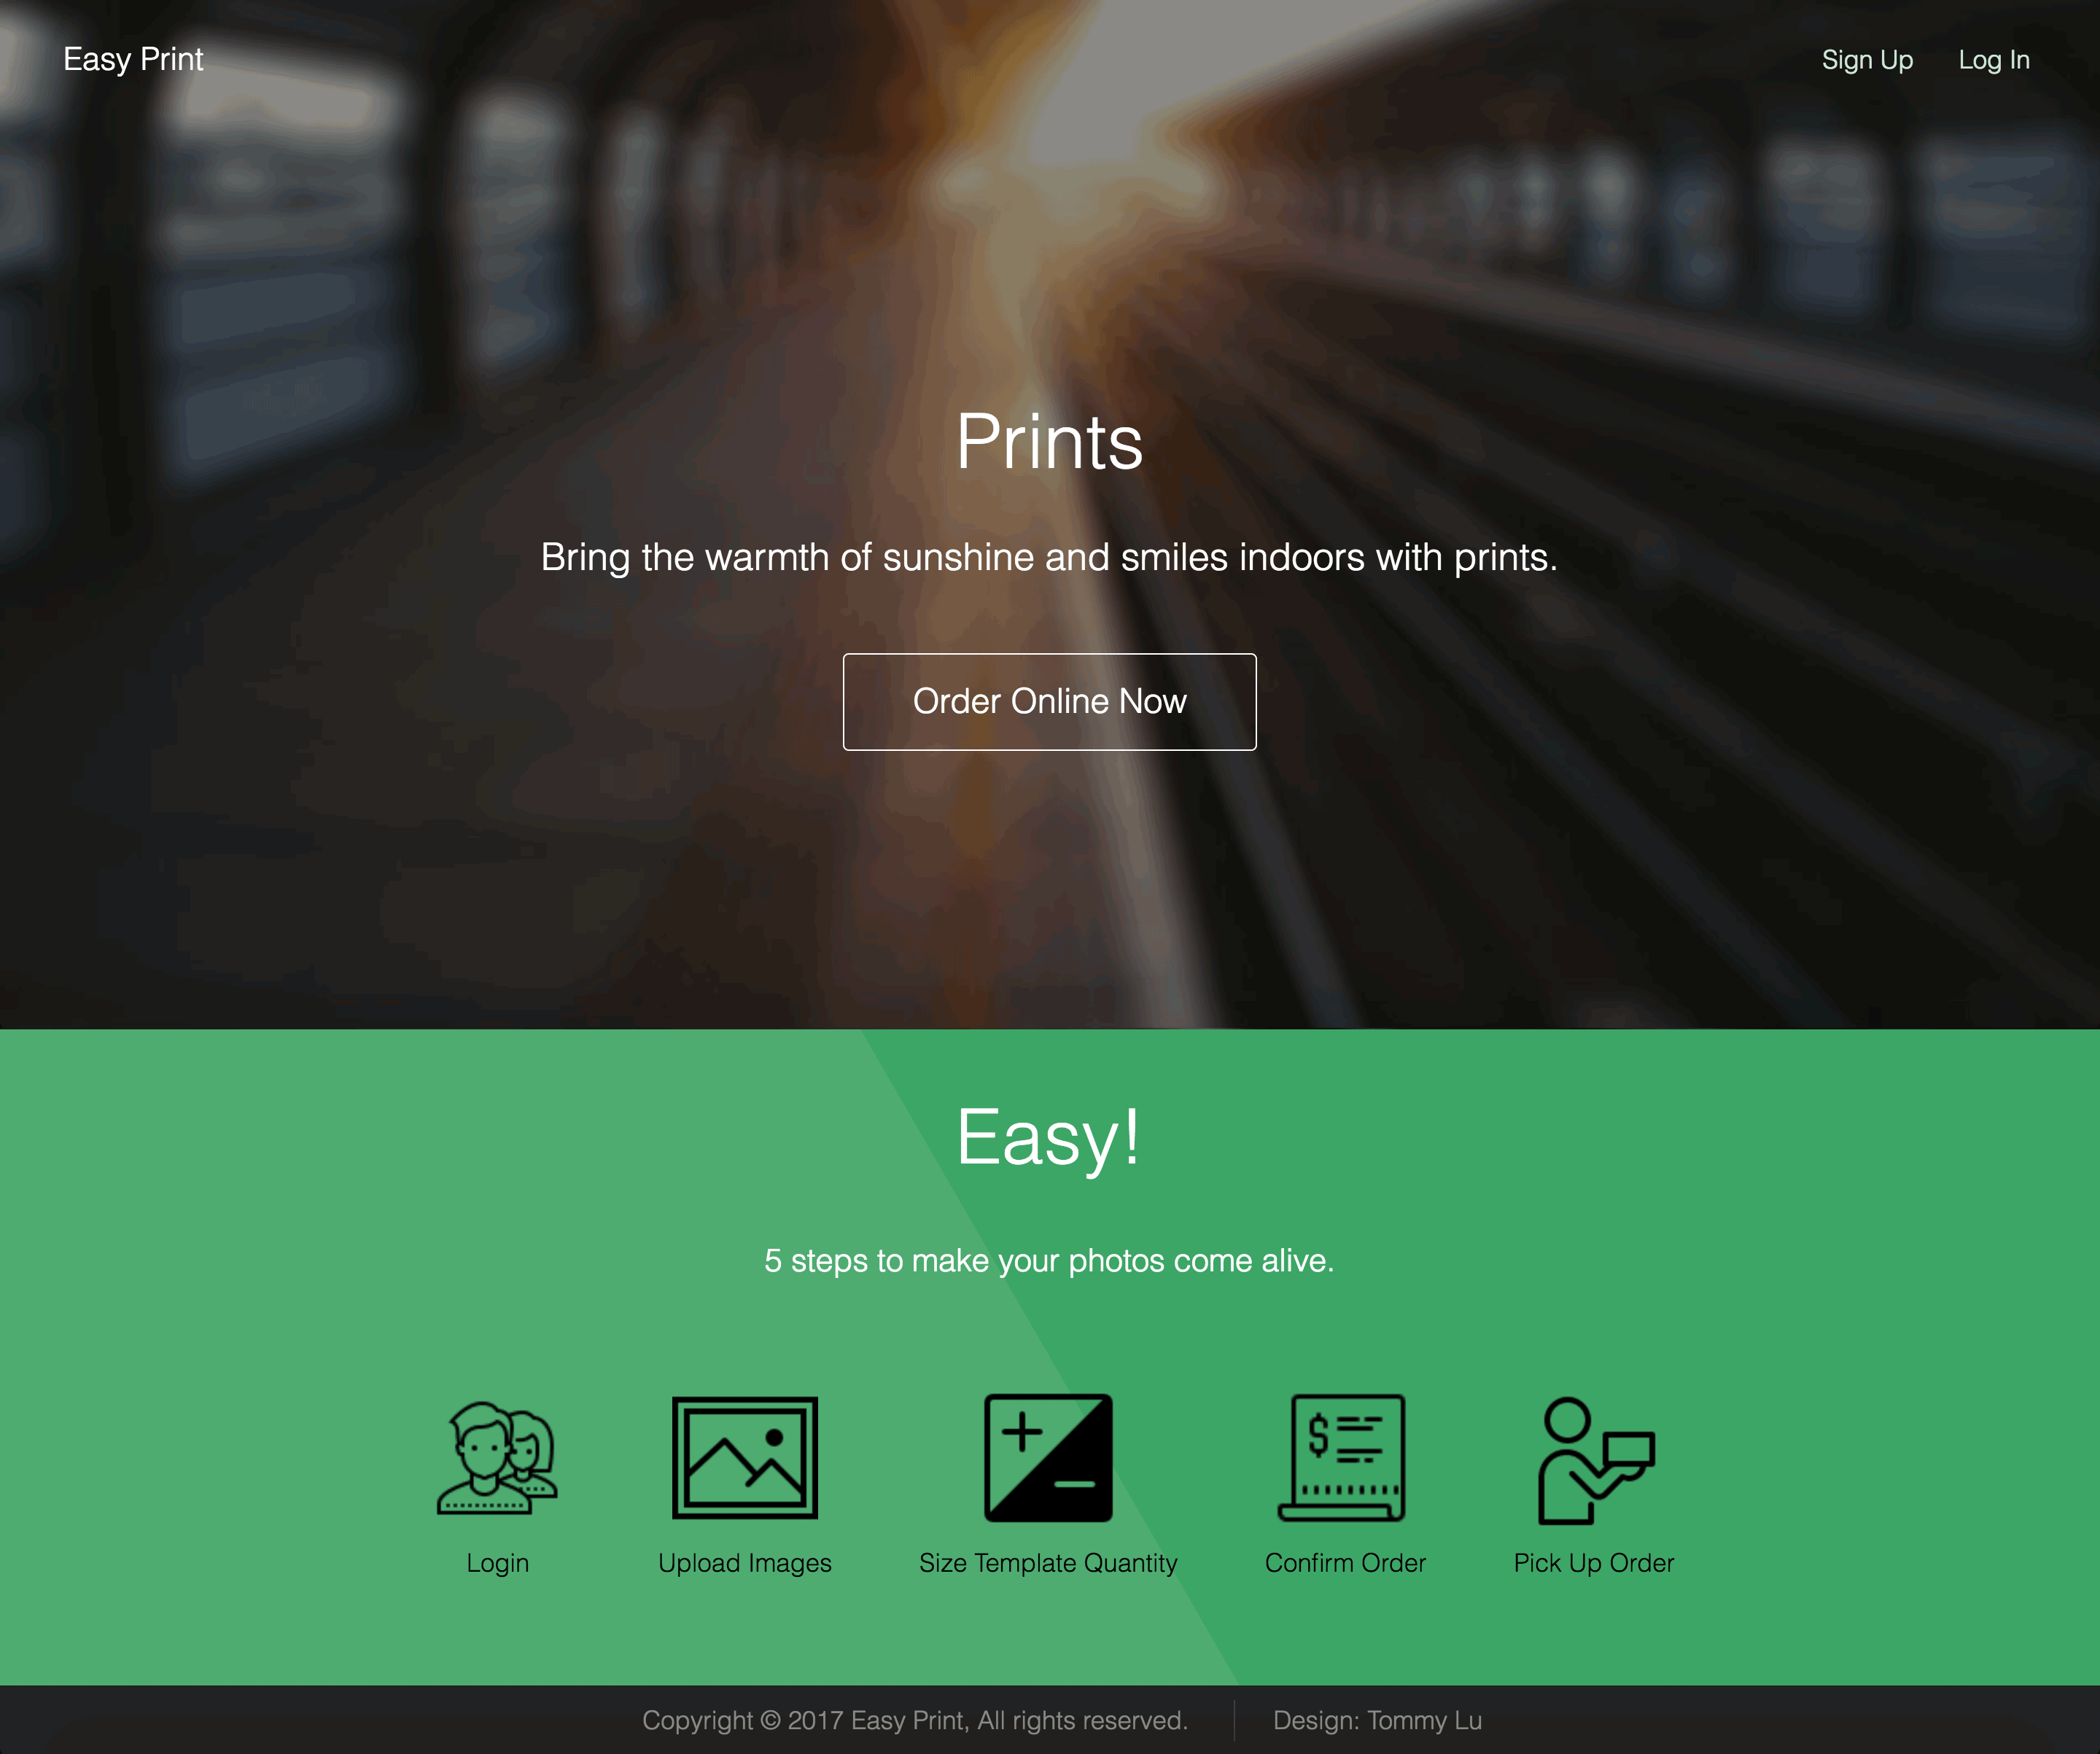 Easy Print
Sign Up
Log In
Prints
Bring the warmth of sunshine and smiles indoors with prints.
Order Online Now
Easy!
5 steps to make your photos come alive.
$
Login
Upload Images
Size Template Quantity
Confirm Order
Pick Up Order
Copyright © 2017 Easy Print, All rights reserved.
Design: Tommy Lu